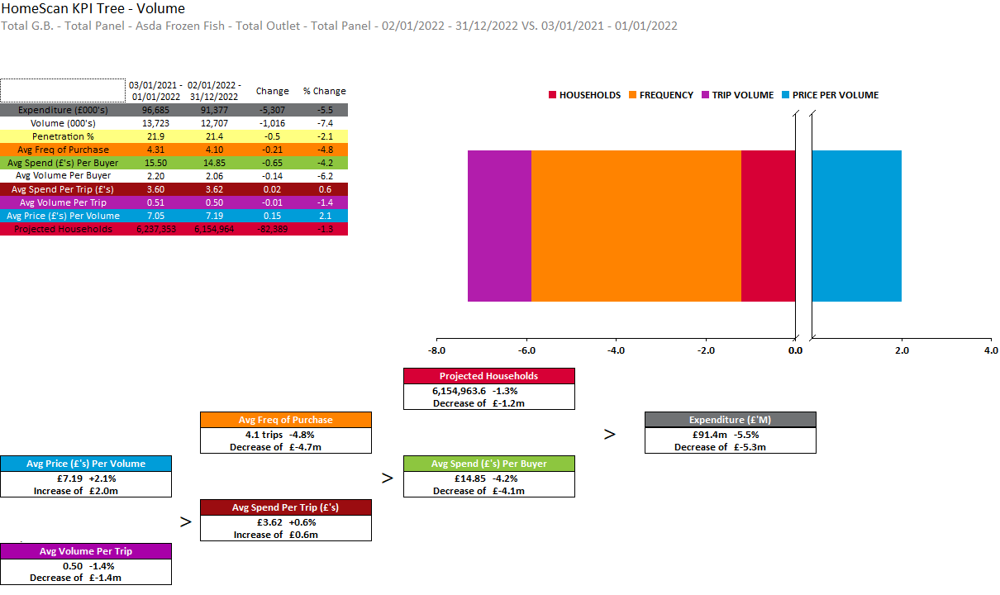 HomeScan KPI Tree - Volume
Total G.B. - Total Panel - Asda Frozen Fish - Total Outlet - Total Panel - 02/01/2022 - 31/12/2022 VS. 03/01/2021 - 01/01/2022
03/01/2021 - 01/01/2022 02/01/2022 - 31/12/2022 Change % Change
Expenditure (£000's) 96,685 91,377 -5,307 -5.5
Volume (000's) 13,723 12,707 -1,016 -7.4
Penetration % 21.9 21.4 -0.5 -2.1
Avg Freq of Purchase 4.31 4.10 -0.21 -4.8
Avg Spend (£'s) Per Buyer 15.50 14.85 -0.65 -4.2
Avg Volume Per Buyer 2.20 2.06 -0.14 -6.2
Avg Spend Per Trip (£'s) 3.60 3.62 0.02 0.6
Avg Volume Per Trip 0.51 0.50 -0.01 -1.4
Avg Price (£'s) Per Volume 7.05 7.19 0.15 2.1
Projected Households 6,237,353 6,154,964 -82,389 -1.3
HOUSEHOLDS FREQUENCY TRIP VOLUME PRICE PER VOLUME
-8.0 -6.0 -4.0 -2.0 0.0 2.0 4.0
Projected Households
6,154,963.6 -1.3%
Decrease of £-1.2m
Avg Freq of Purchase
4.1 trips -4.8%
Decrease of £-4.7m
>
Expenditure (£'M)
£91.4m -5.5%
Decrease of £-5.3m
Avg Price (£'s) Per Volume
£7.19 +2.1%
Increase of £2.0m
>
Avg Spend (£'s) Per Buyer
£14.85 -4.2%
Decrease of £-4.1m
>
Avg Spend Per Trip (£'s)
£3.62 +0.6%
Increase of £0.6m
Avg Volume Per Trip
0.50 -1.4%
Decrease of £-1.4m